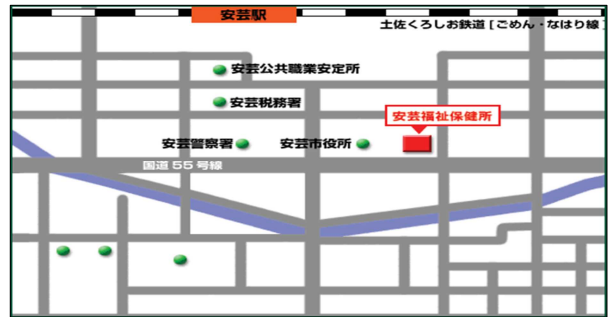 安芸駅
土佐くろしお鉄道 [ ごめん・なはり線 ]
安芸公共職業安定所
安芸税務署
安芸福祉保健所
安芸警察署
安芸市役所
国道 55 号線